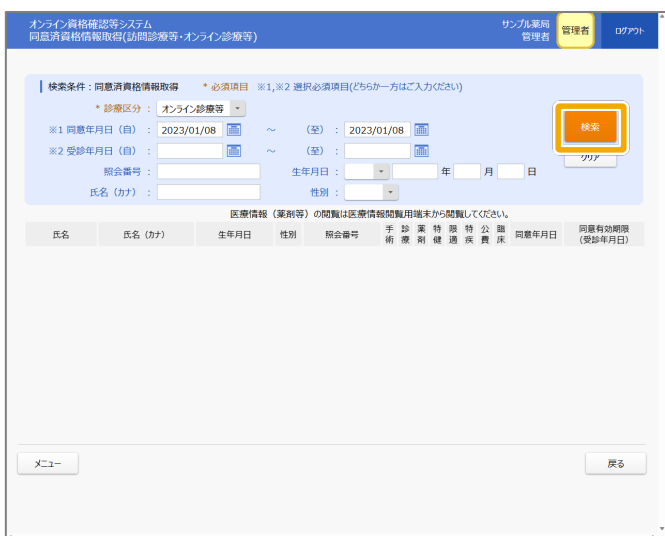 オンライン資格確認等システム
同意済資格情報取得(訪問診療等･オンライン診療等)
サンプル薬局
管理者
管理者
ログアウト
検索条件：同意済資格情報取得 * 必須項目 ※1,※2 選択必須項目(どちらか一方はご入力ください)
* 診療区分 ： オンライン診療等
※1 同意年月日（自） ： 2023/01/08 ～ （至） ： 2023/01/08
検索
※2 受診年月日（自） ： ～ （至） ：
クリア
照会番号 ： 生年月日 ： 年 月 日
氏名（カナ） ： 性別 ：
医療情報（薬剤等）の閲覧は医療情報閲覧用端末から閲覧してください。
氏名 氏名（カナ） 生年月日 性別 照会番号 手術 診療 薬剤 特健 限適 特疾 公費 臨床 同意年月日 同意有効期限（受診年月日）
メニュー 戻る